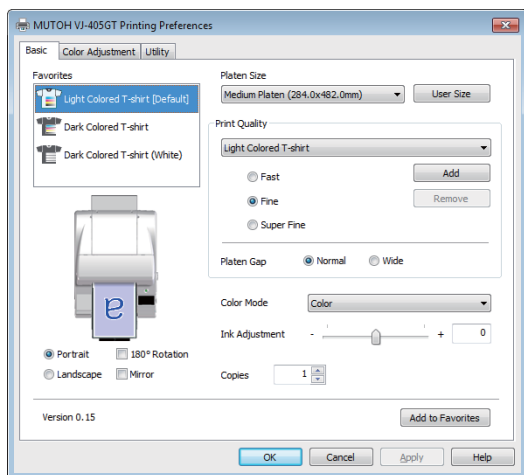 MUTOH VJ-405GT Printing Preferences
Basic Color Adjustment Utility
Favorites
Light Colored T-shirt [Default]
Dark Colored T-shirt
Dark Colored T-shirt (White)
a
Portrait 180° Rotation
Landscape Mirror
Platen Size
Medium Platen (284.0x482.0mm) User Size
Print Quality
Light Colored T-shirt
Fast Add
Fine Remove
Super Fine
Platen Gap Normal Wide
Color Mode Color
Ink Adjustment - + 0
Copies 1
Version 0.15 Add to Favorites
OK Cancel Apply Help